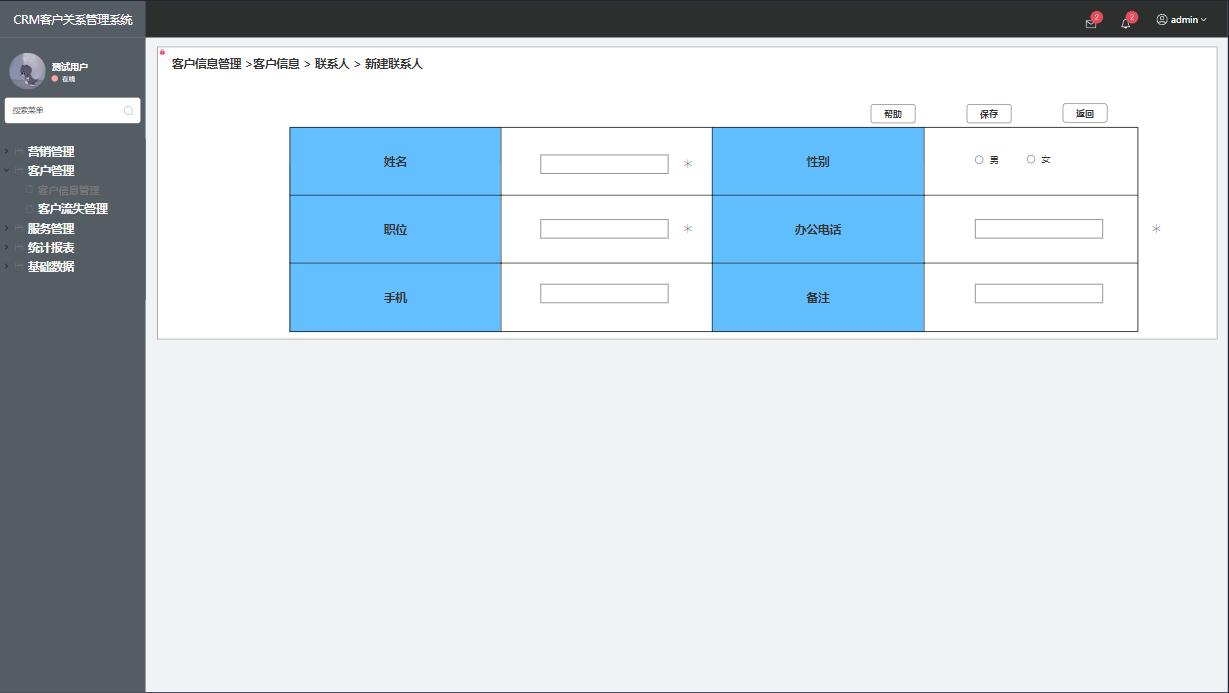 CRM客户关系管理系统
2
2
admin
测试用户
在线
搜索菜单
营销管理
客户管理
客户信息管理
客户流失管理
服务管理
统计报表
基础数据
客户信息管理 >客户信息 > 联系人 > 新建联系人
帮助 保存 返回
姓名 * 性别 男 女
职位 * 办公电话 *
手机 备注